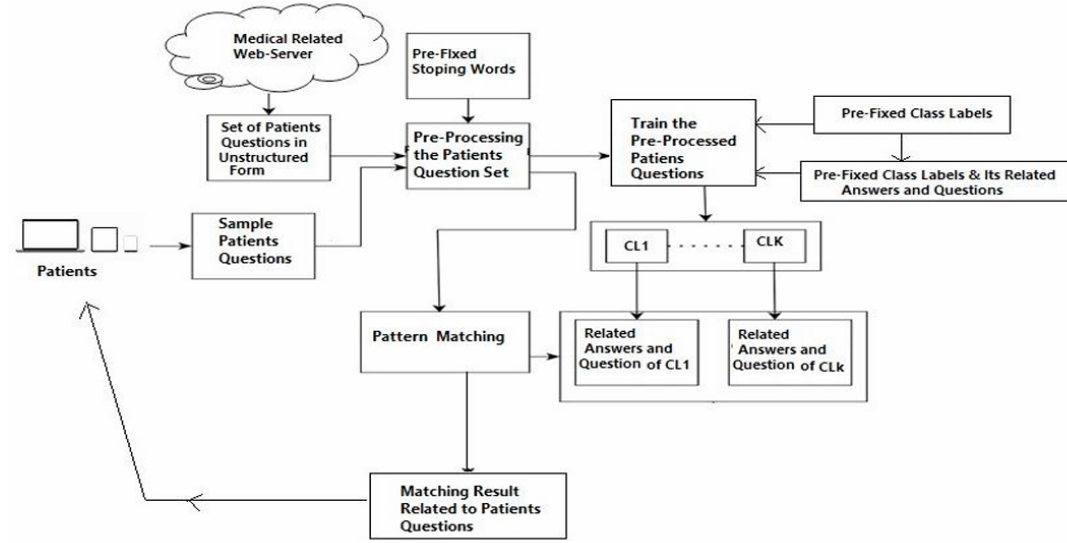 Medical Related
Web-Server
Pre-FIxed
Stoping Words
Set of Patients
Questions in
Unstructured
Form
Pre-Processing
the Patients
Question Set
Train the
Pre-Processed
Patiens
Questions
Pre-Fixed Class Labels
Pre-Fixed Class Labels & Its Related
Answers and Questions
Sample
Patients
Questions
Patients
CL1
CLK
Pattern Matching
Related
Answers and
Question of CL1
Related
Answers and
Question of CLk
Matching Result
Related to Patients
Questions